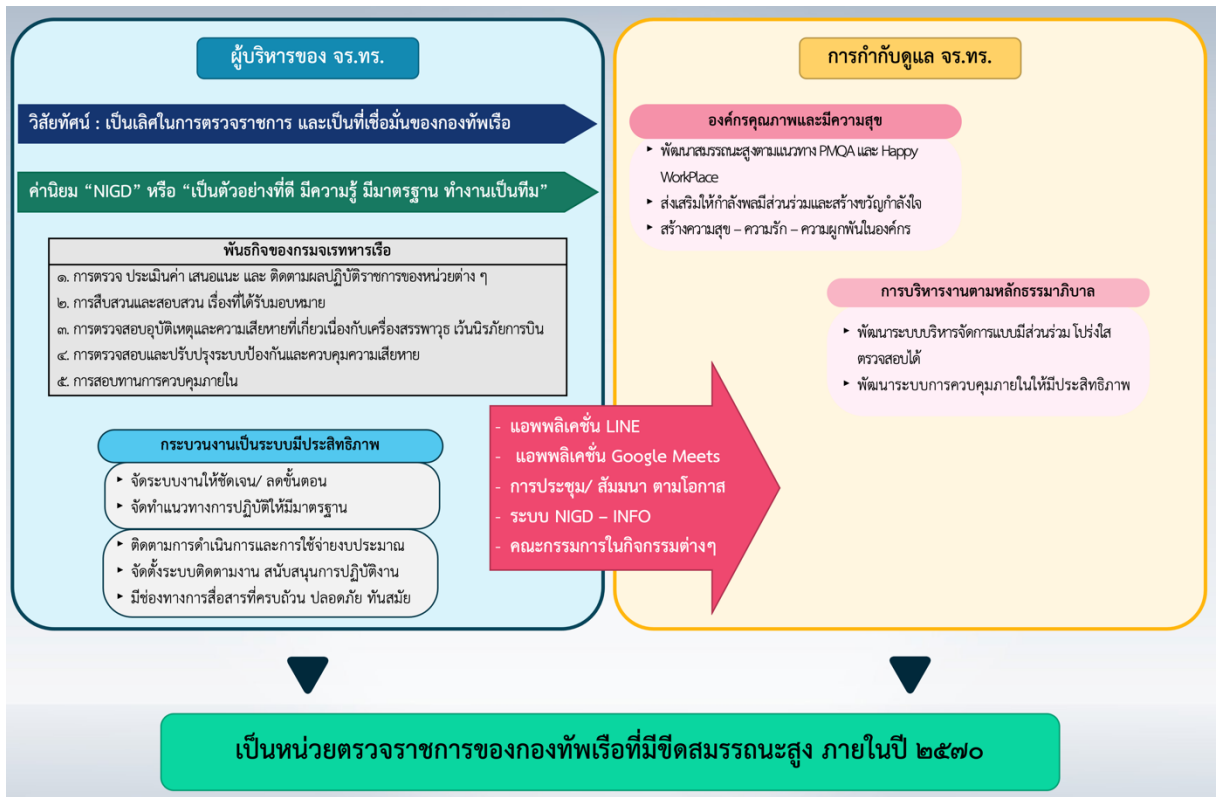 ผู้บริหารของ จร.ทร.
วิสัยทัศน์ : เป็นเลิศในการตรวจราชการ และเป็นที่เชื่อมั่นของกองทัพเรือ
ค่านิยม “NIGD” หรือ “เป็นตัวอย่างที่ดี มีความรู้ มีมาตรฐาน ทำงานเป็นทีม”
พันธกิจของกรมจเรทหารเรือ
๑. การตรวจ ประเมินค่า เสนอแนะ และ ติดตามผลปฏิบัติราชการของหน่วยต่าง ๆ
๒. การสืบสวนและสอบสวน เรื่องที่ได้รับมอบหมาย
๓. การตรวจสอบอุบัติเหตุและความเสียหายที่เกี่ยวเนื่องกับเครื่องสรรพาวุธ เว้นนิรภัยการบิน
๔. การตรวจสอบและปรับปรุงระบบป้องกันและควบคุมความเสียหาย
๕. การสอบทานการควบคุมภายใน
กระบวนงานเป็นระบบมีประสิทธิภาพ
‣ จัดระบบงานให้ชัดเจน/ ลดขั้นตอน
‣ จัดทำแนวทางการปฏิบัติให้มีมาตรฐาน
‣ ติดตามการดำเนินการและการใช้จ่ายงบประมาณ
‣ จัดตั้งระบบติดตามงาน สนับสนุนการปฏิบัติงาน
‣ มีช่องทางการสื่อสารที่ครบถ้วน ปลอดภัย ทันสมัย
- แอพพลิเคชั่น LINE
- แอพพลิเคชั่น Google Meets
- การประชุม/ สัมมนา ตามโอกาส
- ระบบ NIGD – INFO
- คณะกรรมการในกิจกรรมต่างๆ
การกำกับดูแล จร.ทร.
องค์กรคุณภาพและมีความสุข
‣ พัฒนาสมรรถนะสูงตามแนวทาง PMQA และ Happy
WorkPlace
‣ ส่งเสริมให้กำลังพลมีส่วนร่วมและสร้างขวัญกำลังใจ
‣ สร้างความสุข – ความรัก – ความผูกพันในองค์กร
การบริหารงานตามหลักธรรมาภิบาล
‣ พัฒนาระบบบริหารจัดการแบบมีส่วนร่วม โปร่งใส
ตรวจสอบได้
‣ พัฒนาระบบการควบคุมภายในให้มีประสิทธิภาพ
เป็นหน่วยตรวจราชการของกองทัพเรือที่มีขีดสมรรถนะสูง ภายในปี ๒๕๗๐